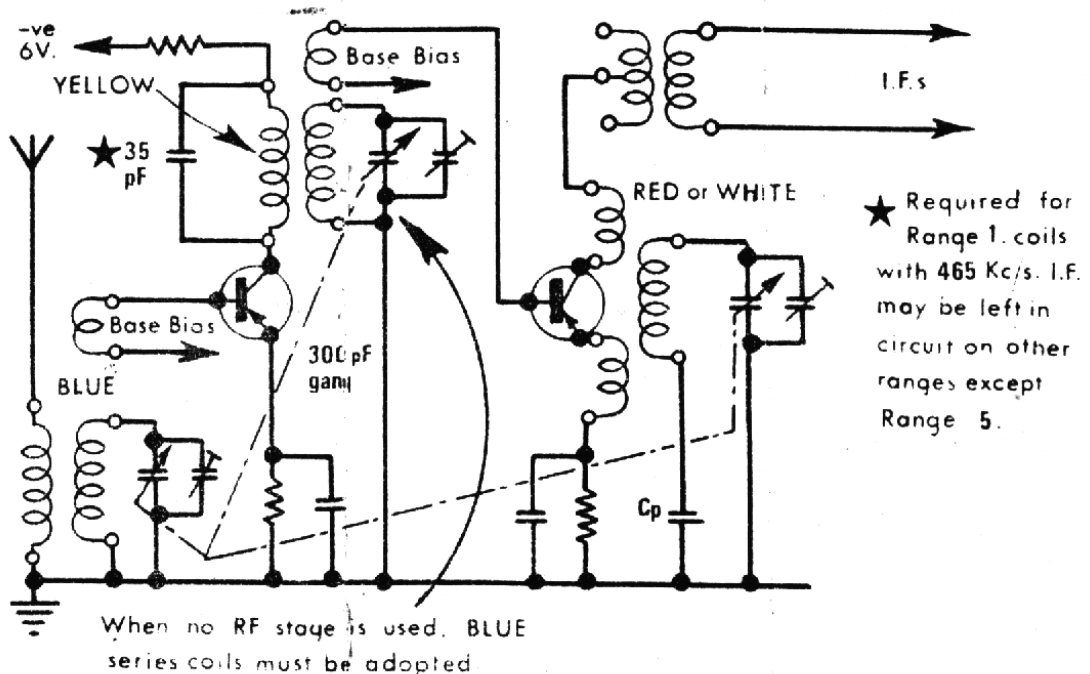 -ve
6V.
YELLOW
★ 35
pF
Base Bias
I.F.s
RED or WHITE
★ Required for
Range 1. coils
with 465 Kc/s. I.F.
may be left in
circuit on other
ranges except
Range 5.
Base Bias
BLUE
300 pF
gang
Cp
When no RF stage is used, BLUE
series coils must be adopted